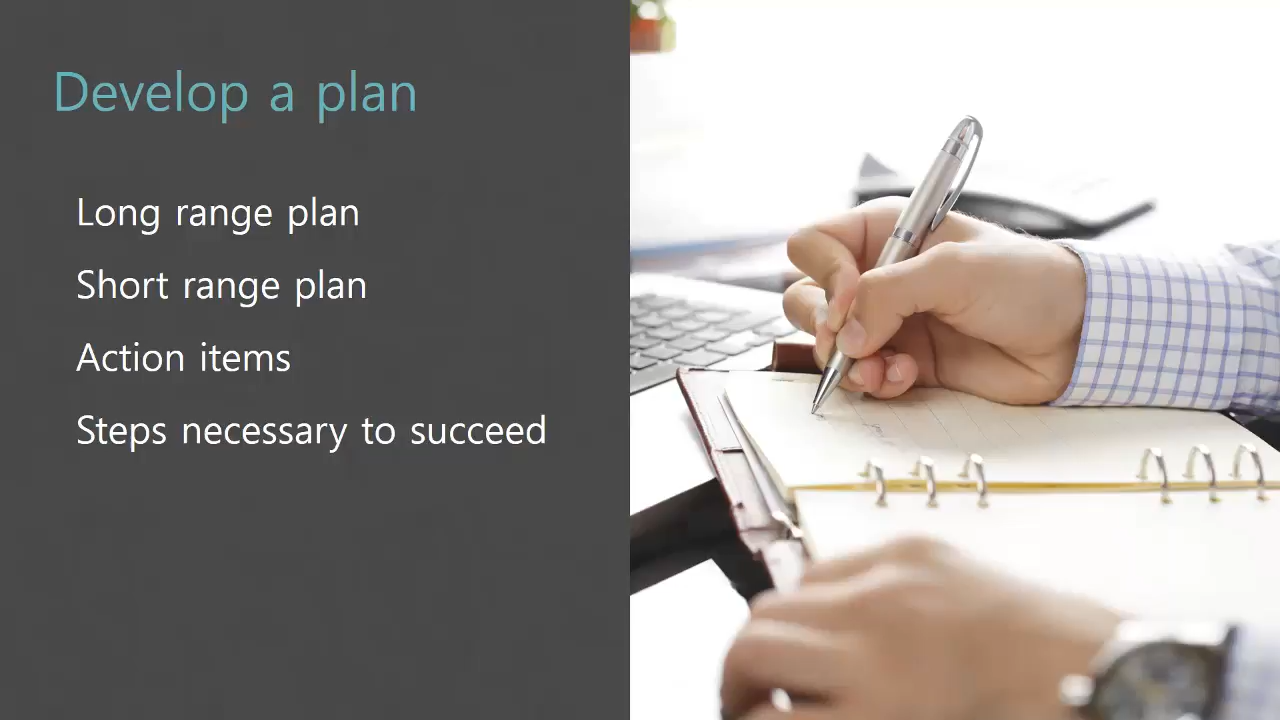 Develop a plan
Long range plan
Short range plan
Action items
Steps necessary to succeed